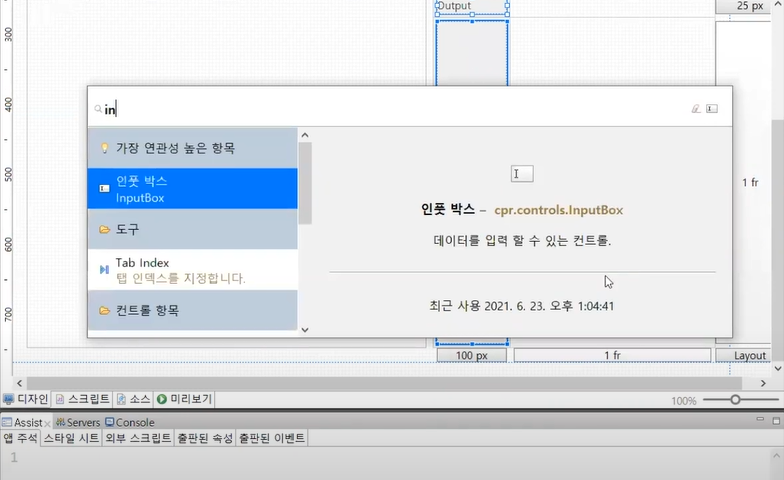 Output
25 px
300
400
500
600
700
in
가장 연관성 높은 항목
인풋 박스
InputBox
도구
Tab Index
탭 인덱스를 지정합니다.
컨트롤 항목
인풋 박스 – cpr.controls.InputBox
데이터를 입력 할 수 있는 컨트롤.
최근 사용 2021. 6. 23. 오후 1:04:41
1 fr
100 px
1 fr
Layout
디자인 스크립트 소스 미리보기
100%
Assist Servers Console
앱 주석 스타일 시트 외부 스크립트 출판된 속성 출판된 이벤트
1